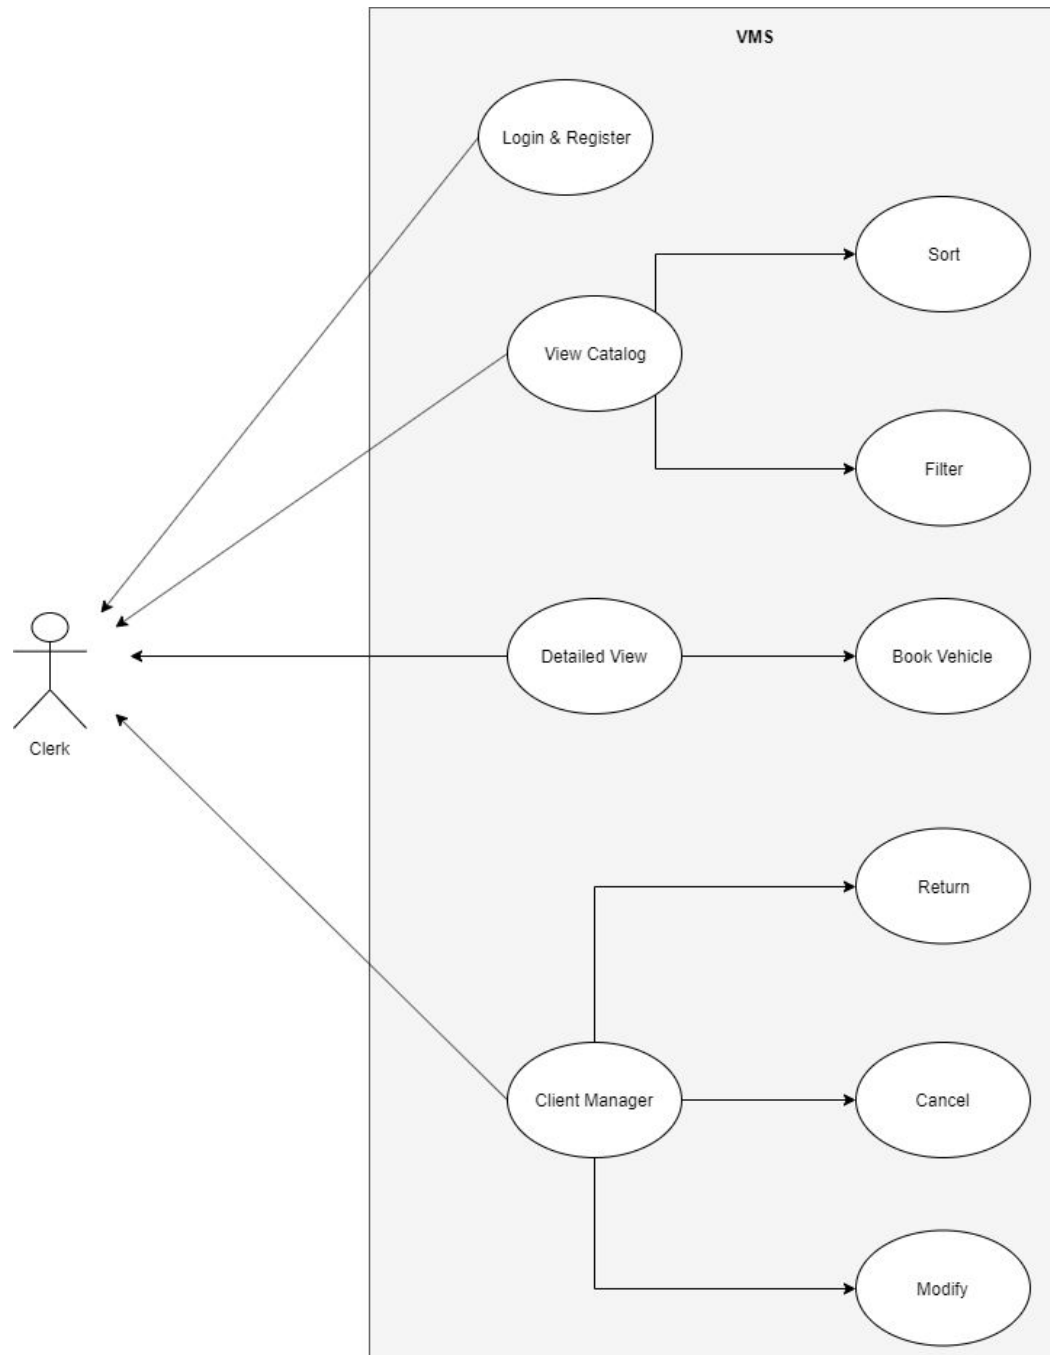 VMS
Login & Register
Sort
View Catalog
Filter
Detailed View
Book Vehicle
Clerk
Return
Client Manager
Cancel
Modify